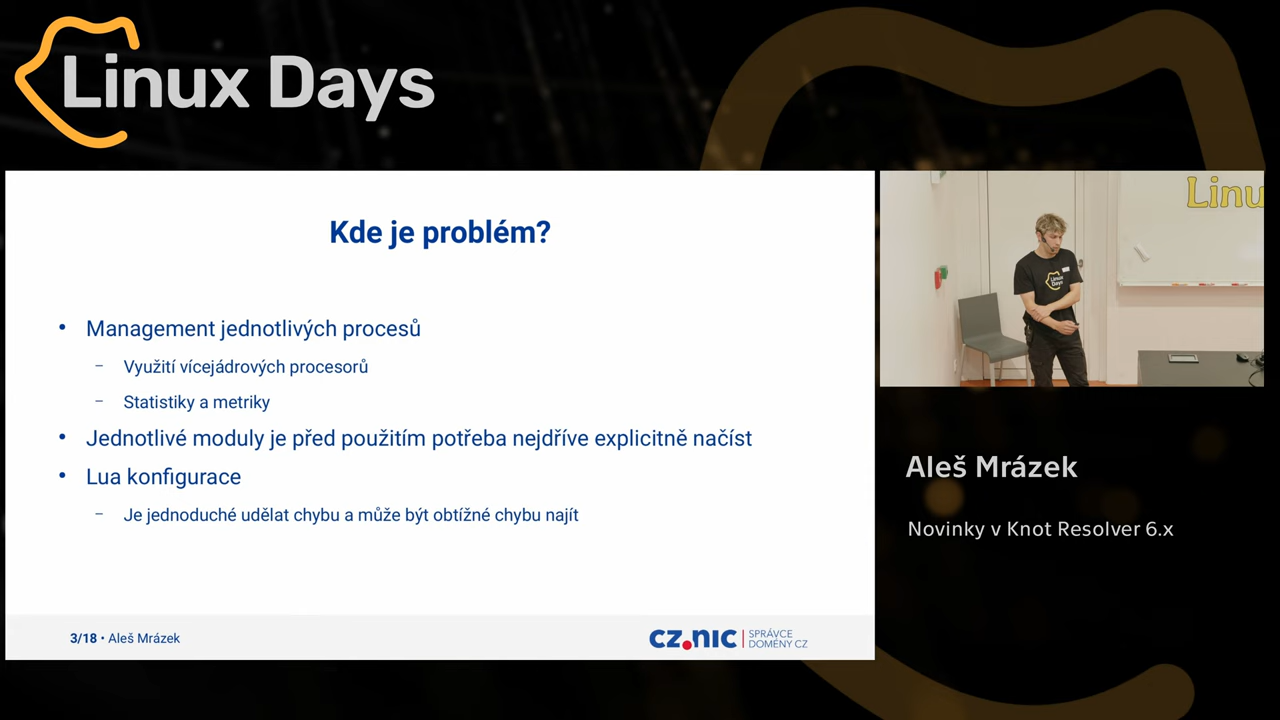 Linux Days
Kde je problém?
• Management jednotlivých procesů
– Využití vícejádrových procesorů
– Statistiky a metriky
• Jednotlivé moduly je před použitím potřeba nejdříve explicitně načíst
• Lua konfigurace
– Je jednoduché udělat chybu a může být obtížné chybu najít
3/18 • Aleš Mrázek
CZ.NIC | SPRÁVCE
DOMÉNY CZ
Linu
Linux
Days
Aleš Mrázek
Novinky v Knot Resolver 6.x